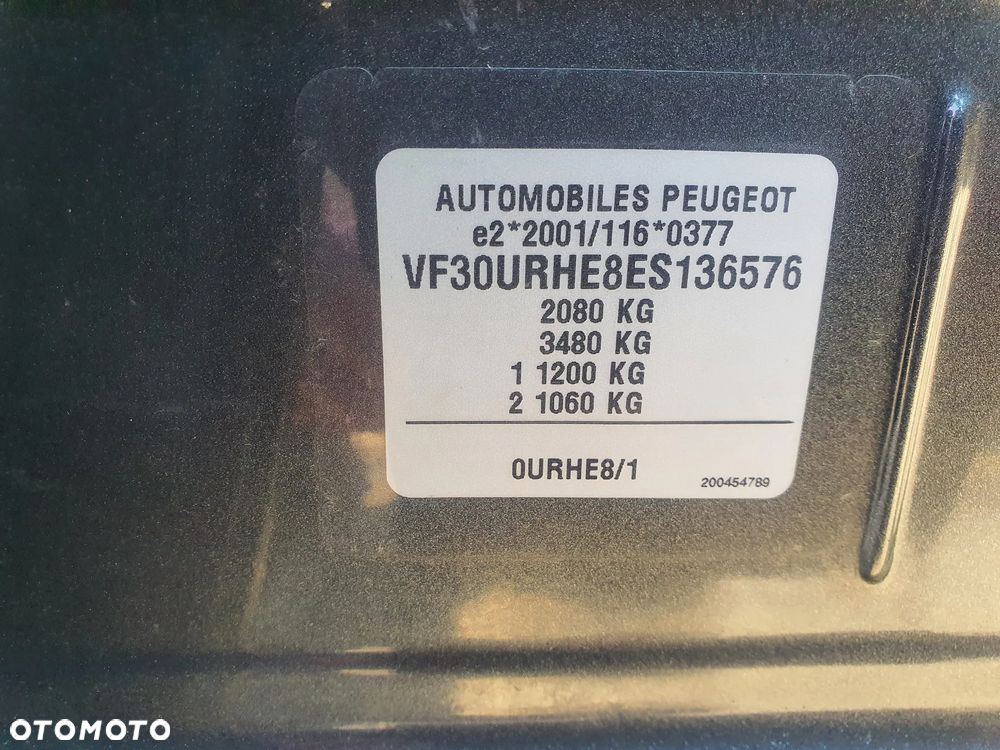 AUTOMOBILES PEUGEOT
e2*2001/116*0377
VF30URHE8ES136576
2080 KG
3480 KG
1 1200 KG
2 1060 KG
0URHE8/1
200454789
OTOMOTO